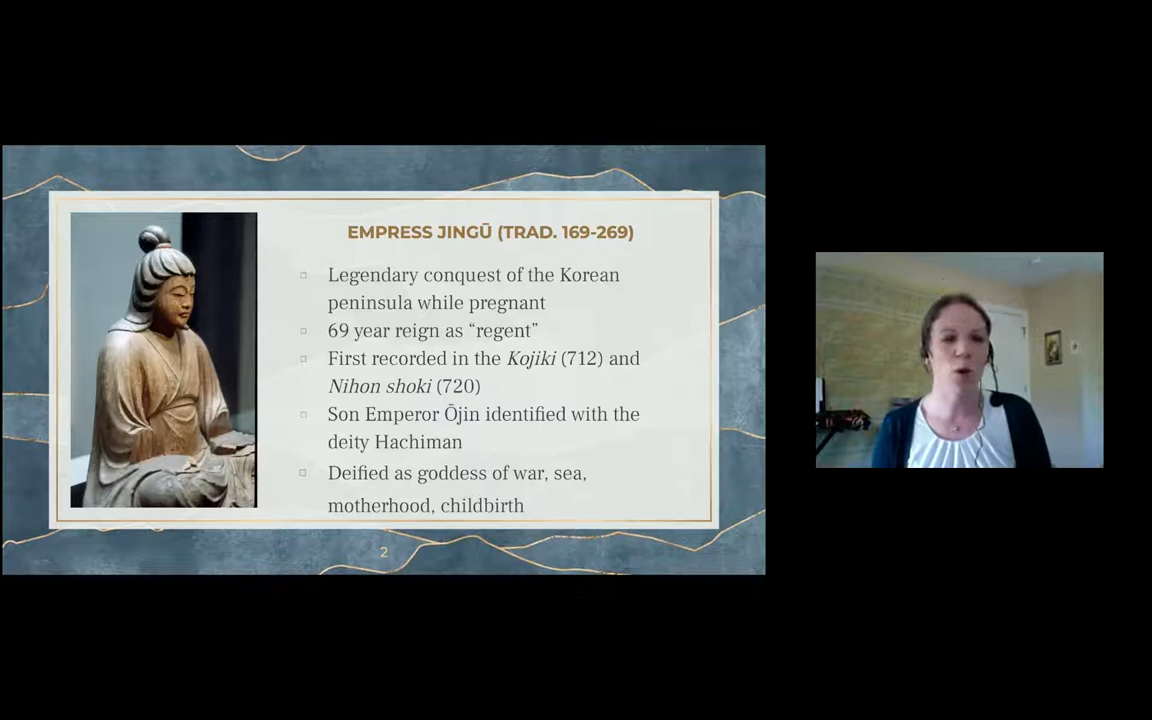 EMPRESS JINGŪ (TRAD. 169-269)
Legendary conquest of the Korean
peninsula while pregnant
69 year reign as “regent”
First recorded in the Kojiki (712) and
Nihon shoki (720)
Son Emperor Ōjin identified with the
deity Hachiman
Deified as goddess of war, sea,
motherhood, childbirth
2